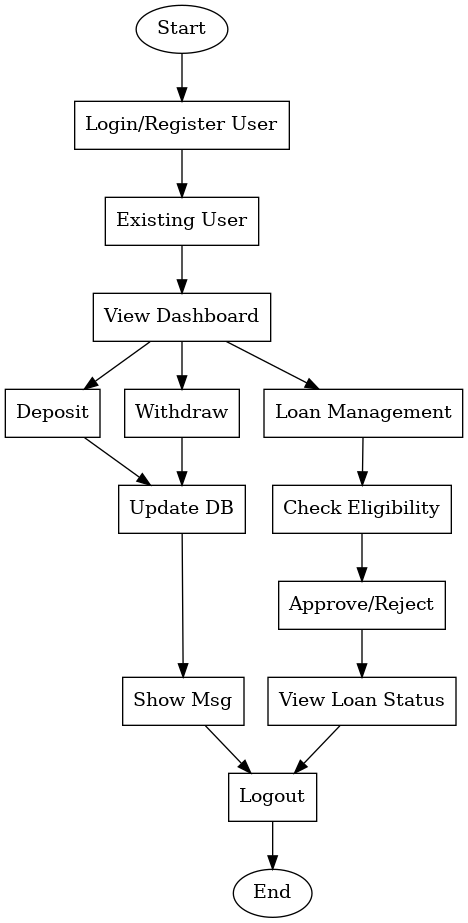 Start
Login/Register User
Existing User
View Dashboard
Deposit
Withdraw
Loan Management
Update DB
Check Eligibility
Approve/Reject
Show Msg
View Loan Status
Logout
End